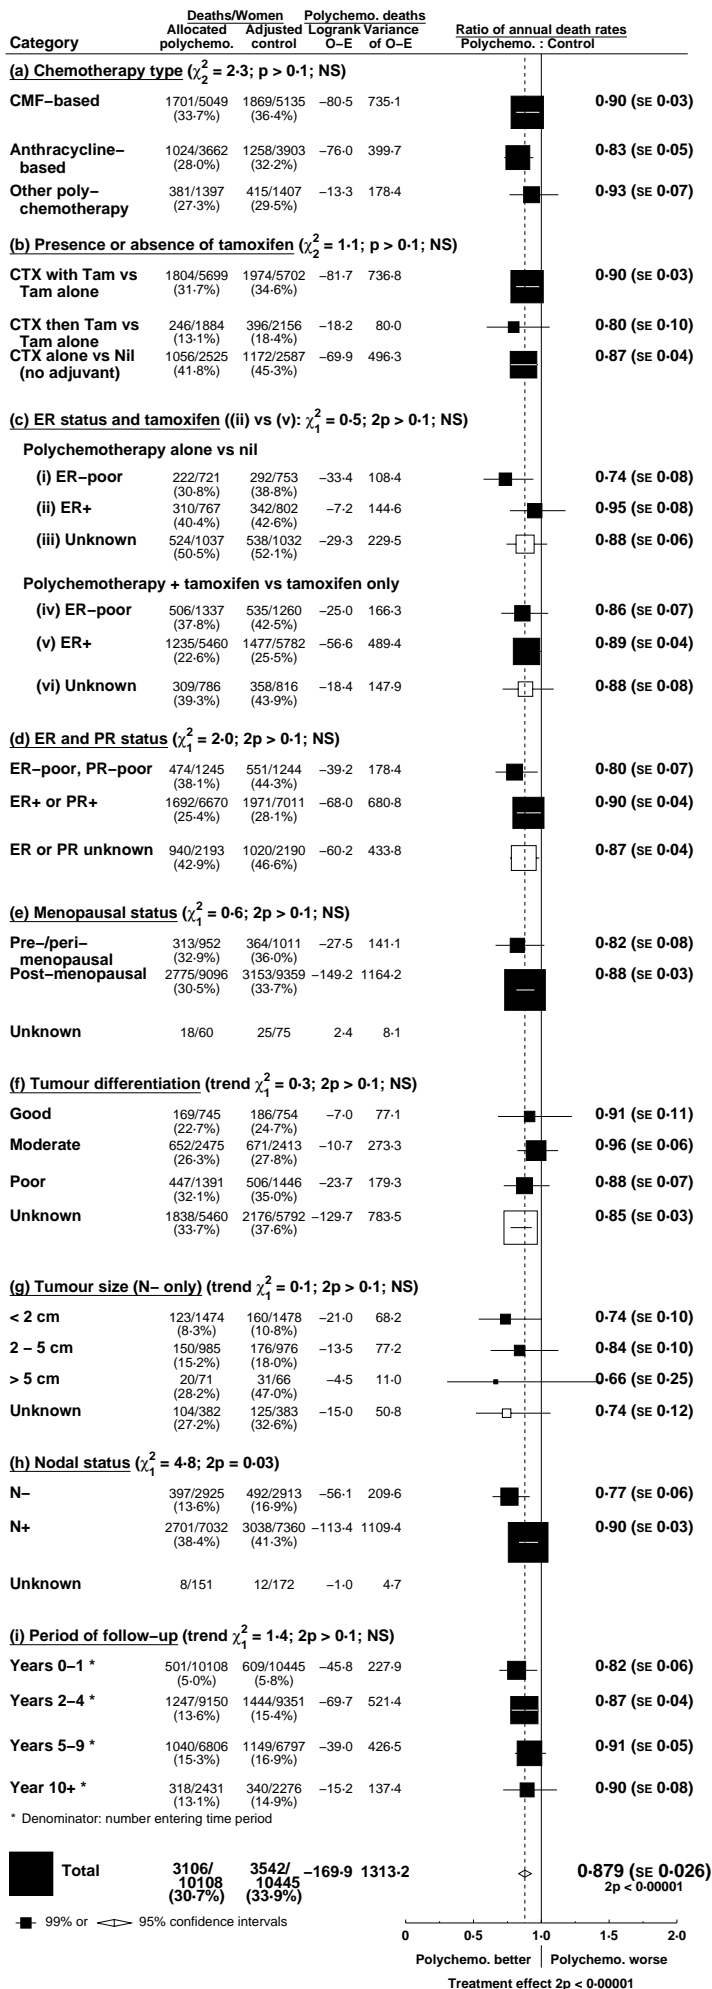 Deaths/Women Polychemo. deaths
Allocated Adjusted Logrank Variance Ratio of annual death rates
Category polychemo. control O−E of O−E Polychemo. : Control
(a) Chemotherapy type (χ²₂ = 2·3; p > 0·1; NS)
CMF−based 1701/5049 1869/5135 −80·5 735·1 0·90 (SE 0·03)
(33·7%) (36·4%)
Anthracycline− 1024/3662 1258/3903 −76·0 399·7 0·83 (SE 0·05)
based (28·0%) (32·2%)
Other poly− 381/1397 415/1407 −13·3 178·4 0·93 (SE 0·07)
chemotherapy (27·3%) (29·5%)
(b) Presence or absence of tamoxifen (χ²₂ = 1·1; p > 0·1; NS)
CTX with Tam vs 1804/5699 1974/5702 −81·7 736·8 0·90 (SE 0·03)
Tam alone (31·7%) (34·6%)
CTX then Tam vs 246/1884 396/2156 −18·2 80·0 0·80 (SE 0·10)
Tam alone (13·1%) (18·4%)
CTX alone vs Nil 1056/2525 1172/2587 −69·9 496·3 0·87 (SE 0·04)
(no adjuvant) (41·8%) (45·3%)
(c) ER status and tamoxifen ((ii) vs (v): χ²₁ = 0·5; 2p > 0·1; NS)
Polychemotherapy alone vs nil
(i) ER−poor 222/721 292/753 −33·4 108·4 0·74 (SE 0·08)
(30·8%) (38·8%)
(ii) ER+ 310/767 342/802 −7·2 144·6 0·95 (SE 0·08)
(40·4%) (42·6%)
(iii) Unknown 524/1037 538/1032 −29·3 229·5 0·88 (SE 0·06)
(50·5%) (52·1%)
Polychemotherapy + tamoxifen vs tamoxifen only
(iv) ER−poor 506/1337 535/1260 −25·0 166·3 0·86 (SE 0·07)
(37·8%) (42·5%)
(v) ER+ 1235/5460 1477/5782 −56·6 489·4 0·89 (SE 0·04)
(22·6%) (25·5%)
(vi) Unknown 309/786 358/816 −18·4 147·9 0·88 (SE 0·08)
(39·3%) (43·9%)
(d) ER and PR status (χ²₁ = 2·0; 2p > 0·1; NS)
ER−poor, PR−poor 474/1245 551/1244 −39·2 178·4 0·80 (SE 0·07)
(38·1%) (44·3%)
ER+ or PR+ 1692/6670 1971/7011 −68·0 680·8 0·90 (SE 0·04)
(25·4%) (28·1%)
ER or PR unknown 940/2193 1020/2190 −60·2 433·8 0·87 (SE 0·04)
(42·9%) (46·6%)
(e) Menopausal status (χ²₁ = 0·6; 2p > 0·1; NS)
Pre−/peri− 313/952 364/1011 −27·5 141·1 0·82 (SE 0·08)
menopausal (32·9%) (36·0%)
Post−menopausal 2775/9096 3153/9359 −149·2 1164·2 0·88 (SE 0·03)
(30·5%) (33·7%)
Unknown 18/60 25/75 2·4 8·1
(f) Tumour differentiation (trend χ²₁ = 0·3; 2p > 0·1; NS)
Good 169/745 186/754 −7·0 77·1 0·91 (SE 0·11)
(22·7%) (24·7%)
Moderate 652/2475 671/2413 −10·7 273·3 0·96 (SE 0·06)
(26·3%) (27·8%)
Poor 447/1391 506/1446 −23·7 179·3 0·88 (SE 0·07)
(32·1%) (35·0%)
Unknown 1838/5460 2176/5792 −129·7 783·5 0·85 (SE 0·03)
(33·7%) (37·6%)
(g) Tumour size (N− only) (trend χ²₁ = 0·1; 2p > 0·1; NS)
< 2 cm 123/1474 160/1478 −21·0 68·2 0·74 (SE 0·10)
(8·3%) (10·8%)
2 − 5 cm 150/985 176/976 −13·5 77·2 0·84 (SE 0·10)
(15·2%) (18·0%)
> 5 cm 20/71 31/66 −4·5 11·0 0·66 (SE 0·25)
(28·2%) (47·0%)
Unknown 104/382 125/383 −15·0 50·8 0·74 (SE 0·12)
(27·2%) (32·6%)
(h) Nodal status (χ²₁ = 4·8; 2p = 0·03)
N− 397/2925 492/2913 −56·1 209·6 0·77 (SE 0·06)
(13·6%) (16·9%)
N+ 2701/7032 3038/7360 −113·4 1109·4 0·90 (SE 0·03)
(38·4%) (41·3%)
Unknown 8/151 12/172 −1·0 4·7
(i) Period of follow−up (trend χ²₁ = 1·4; 2p > 0·1; NS)
Years 0−1 * 501/10108 609/10445 −45·8 227·9 0·82 (SE 0·06)
(5·0%) (5·8%)
Years 2−4 * 1247/9150 1444/9351 −69·7 521·4 0·87 (SE 0·04)
(13·6%) (15·4%)
Years 5−9 * 1040/6806 1149/6797 −39·0 426·5 0·91 (SE 0·05)
(15·3%) (16·9%)
Year 10+ * 318/2431 340/2276 −15·2 137·4 0·90 (SE 0·08)
(13·1%) (14·9%)
* Denominator: number entering time period
Total 3106/ 3542/ −169·9 1313·2 0·879 (SE 0·026)
10108 10445 2p < 0·00001
(30·7%) (33·9%)
99% or 95% confidence intervals
0 0·5 1·0 1·5 2·0
Polychemo. better Polychemo. worse
Treatment effect 2p < 0·00001